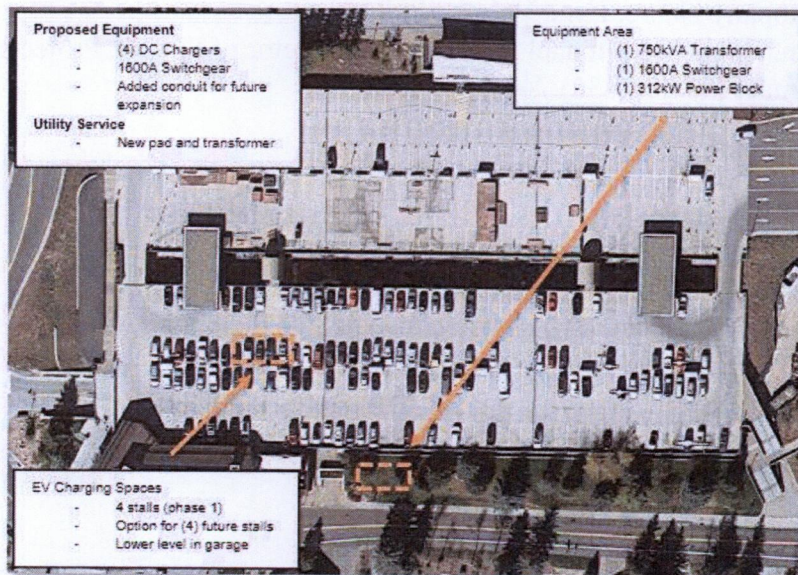 Proposed Equipment
- (4) DC Chargers
- 1600A Switchgear
- Added conduit for future
expansion
Utility Service
- New pad and transformer
Equipment Area
- (1) 750kVA Transformer
- (1) 1600A Switchgear
- (1) 312kW Power Block
EV Charging Spaces
- 4 stalls (phase 1)
- Option for (4) future stalls
- Lower level in garage